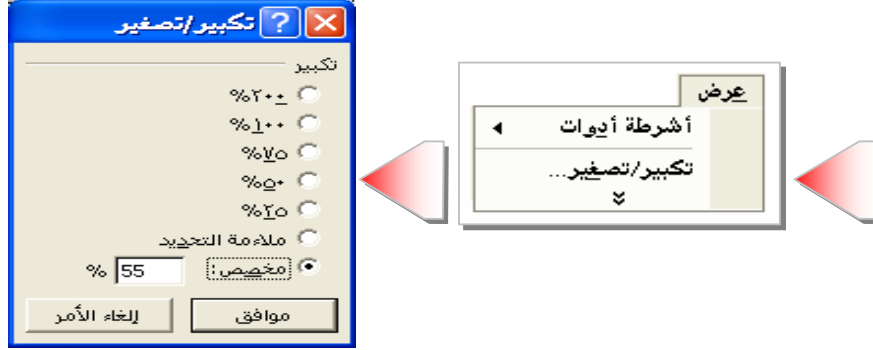 عرض
أشرطة أدوات
تكبير/تصغير...
تكبير/تصغير
تكبير
٢٠٠%
١٠٠%
٧٥%
٥٠%
٢٥%
ملاءمة التحديد
مخصص: 55 %
موافق
إلغاء الأمر